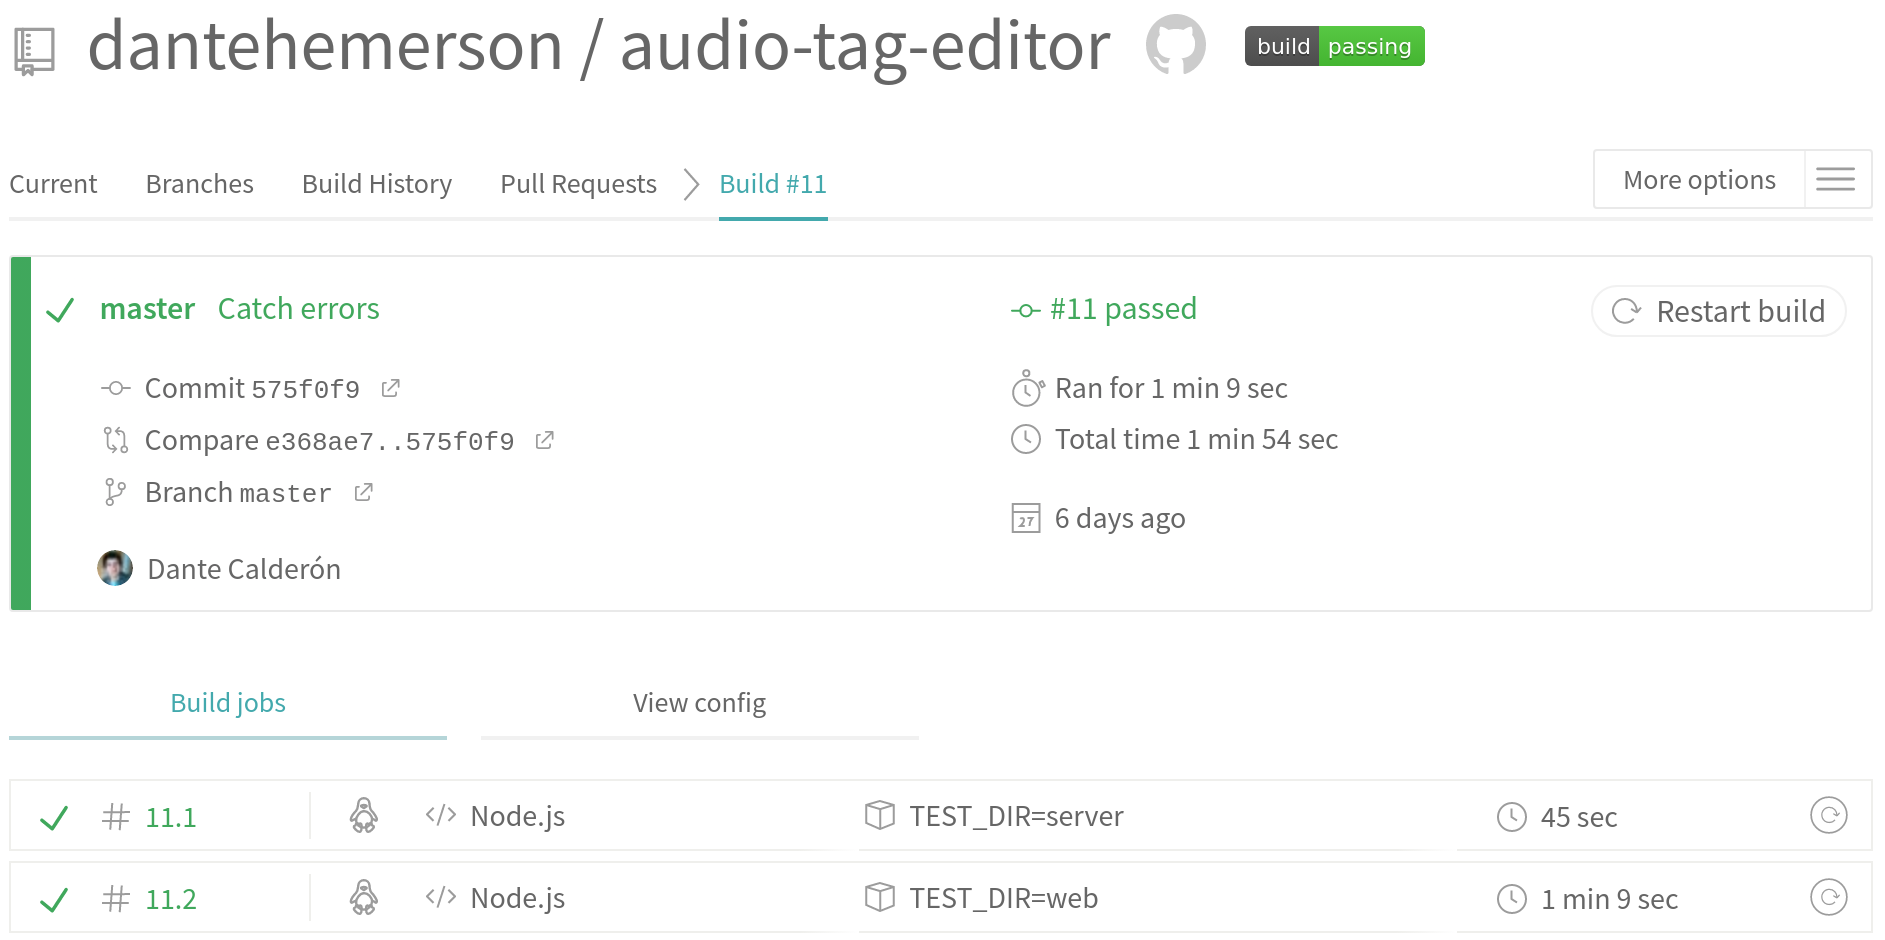 dantehemerson / audio-tag-editor build passing
Current Branches Build History Pull Requests Build #11 More options
master Catch errors #11 passed Restart build
Commit 575f0f9 Ran for 1 min 9 sec
Compare e368ae7..575f0f9 Total time 1 min 54 sec
Branch master
27 6 days ago
Dante Calderón
Build jobs View config
# 11.1 </> Node.js TEST_DIR=server 45 sec
# 11.2 </> Node.js TEST_DIR=web 1 min 9 sec